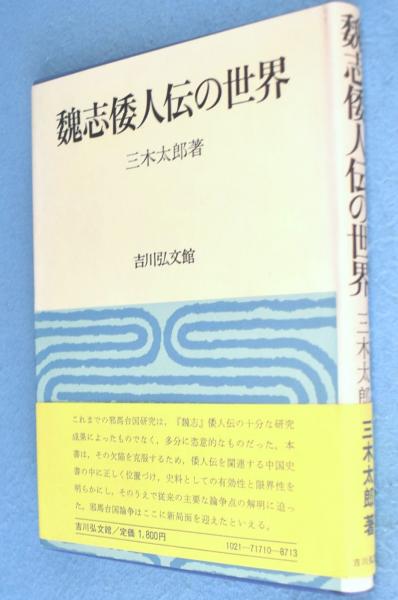 魏志倭人伝の世界
三木太郎著
吉川弘文館
これまでの邪馬台国研究は、『魏志』倭人伝の十分な研究
成果によったものでなく、多分に恣意的なものだった。本
書は、その欠陥を克服するため、倭人伝を関連する中国史
書の中に正しく位置づけ、史料としての有効性と限界性を
明らかにし、そのうえで従来の主要な論争点の解明に迫っ
た。邪馬台国論争はここに新局面を迎えたといえる。
吉川弘文館/定価 1,800円
1021-71710-8713
魏志倭人伝の世界
三木太郎
三木太郎著
吉川弘